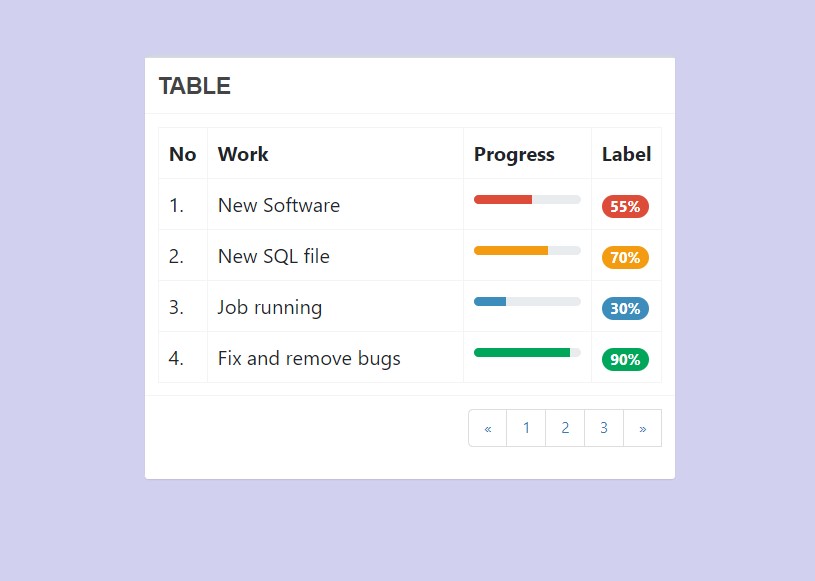 TABLE
No Work Progress Label
1. New Software 55%
2. New SQL file 70%
3. Job running 30%
4. Fix and remove bugs 90%
« 1 2 3 »